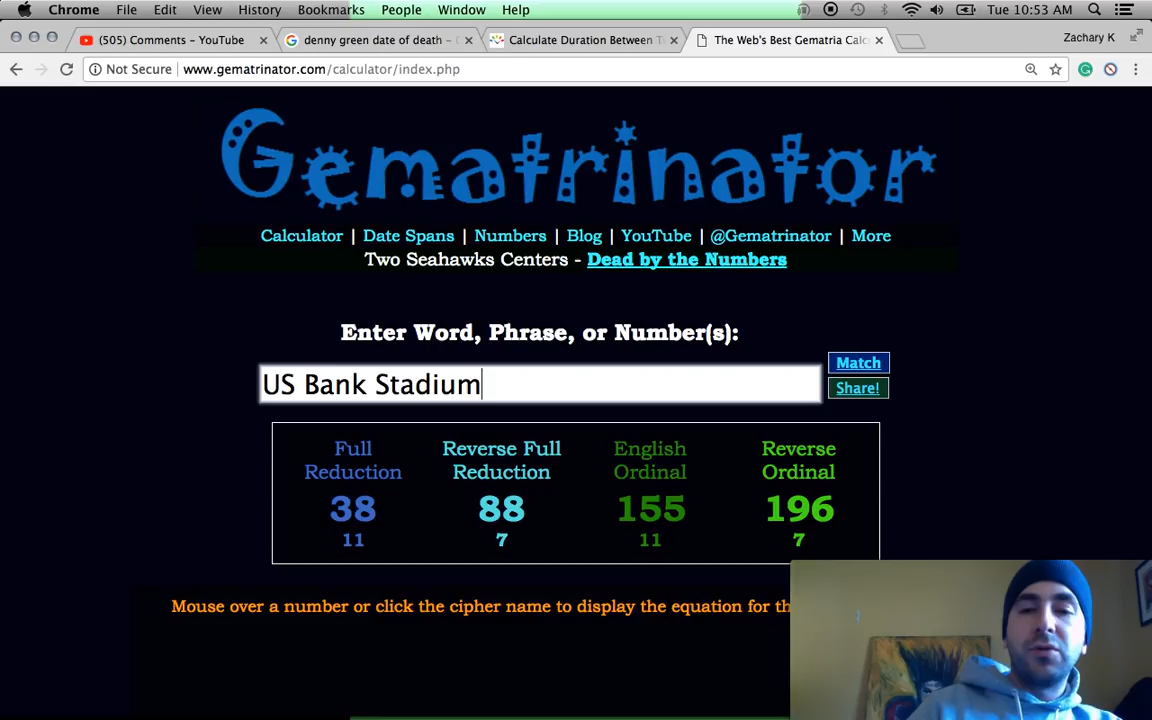 Chrome File Edit View History Bookmarks People Window Help Tue 10:53 AM
(505) Comments - YouTube × denny green date of death - × Calculate Duration Between × The Web's Best Gematria Calc × Zachary K
Not Secure | www.gematrinator.com/calculator/index.php
Gematrinator
Calculator | Date Spans | Numbers | Blog | YouTube | @Gematrinator | More
Two Seahawks Centers - Dead by the Numbers
Enter Word, Phrase, or Number(s):
US Bank Stadium
Match
Share!
Full Reverse Full English Reverse
Reduction Reduction Ordinal Ordinal
38 88 155 196
11 7 11 7
Mouse over a number or click the cipher name to display the equation for th